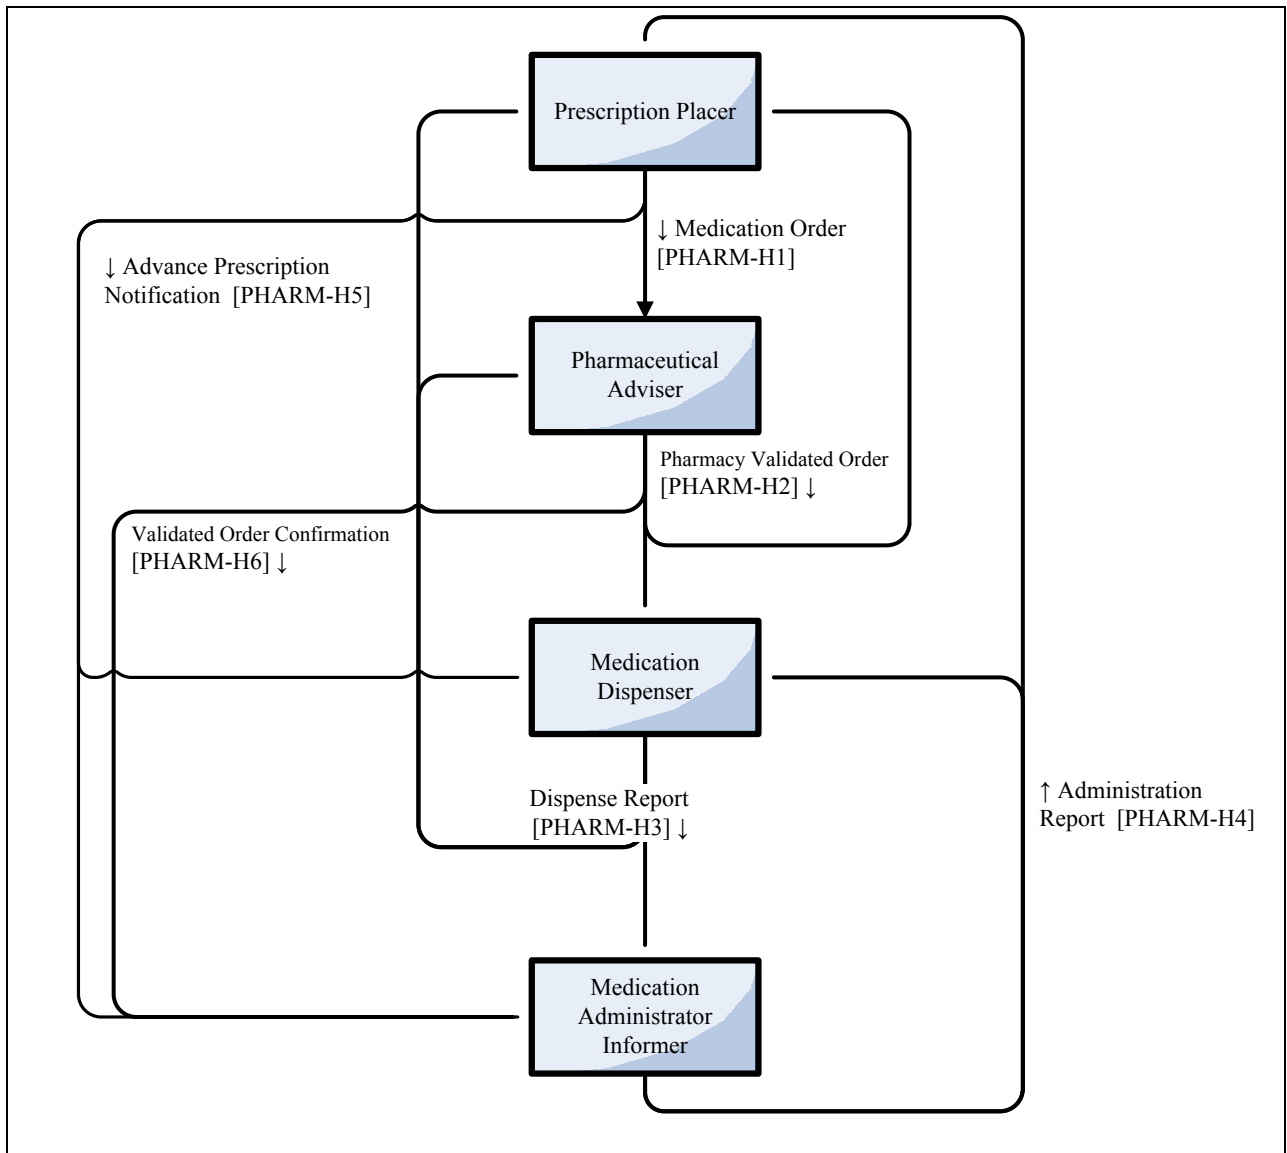 Prescription Placer
↓ Medication Order
[PHARM-H1]
↓ Advance Prescription
Notification [PHARM-H5]
Pharmaceutical
Adviser
Pharmacy Validated Order
[PHARM-H2] ↓
Validated Order Confirmation
[PHARM-H6] ↓
Medication
Dispenser
Dispense Report
[PHARM-H3] ↓
↑ Administration
Report [PHARM-H4]
Medication
Administrator
Informer